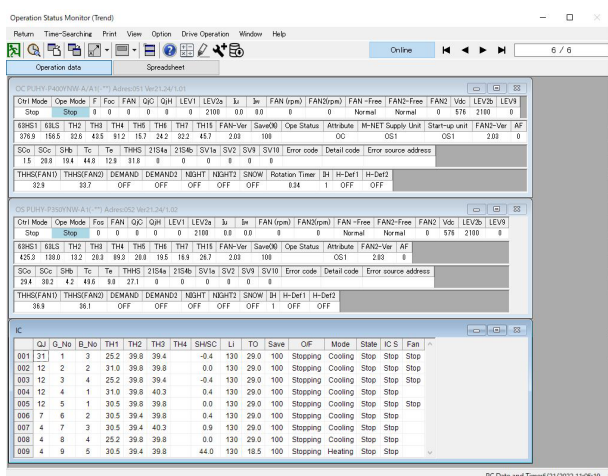 Operation Status Monitor (Trend)
Return Time-Searching Print View Option Drive Operation Window Help
Online 6 / 6
Operation data Spreadsheet
OC PUHY-P400YNW-A/A1(-**) Adres:051 Ver21.24/1.01
Ctrl Mode Ope Mode F Foc FAN QjC QjH LEV1 LEV2a Iu Iw FAN (rpm) FAN2(rpm) FAN -Free FAN2-Free FAN2 Vdc LEV2b LEV9
Stop Stop 0 0 0 0 0 0 2100 0.0 0.0 0 0 Normal Normal 0 576 2100 0
63HS1 63LS TH2 TH3 TH4 TH5 TH6 TH7 TH15 FAN-Ver Save(%) Ope Status Attribute M-NET Supply Unit Start-up unit FAN2-Ver AF
376.9 156.5 32.6 43.5 91.2 15.7 24.2 32.2 45.7 2.03 100 OC OS1 OS1 2.03 0
SCo SCc SHb Tc Te THHS 21S4a 21S4b SV1a SV2 SV9 SV10 Error code Detail code Error source address
1.5 20.8 19.4 44.8 12.9 31.8 0 0 0 0 0 0
THHS(FAN1) THHS(FAN2) DEMAND DEMAND2 NIGHT NIGHT2 SNOW Rotation Timer IH H-Def1 H-Def2
32.9 33.7 OFF OFF OFF OFF OFF 0.34 1 OFF OFF
Ctrl Mode Ope Mode Fos FAN QjC QjH LEV1 LEV2a Iu Iw FAN (rpm) FAN2(rpm) FAN -Free FAN2-Free FAN2 Vdc LEV2b LEV9
Stop Stop 0 0 0 0 0 2100 0.0 0.0 0 0 Normal Normal 0 576 2100 0
63HS1 63LS TH2 TH3 TH4 TH5 TH6 TH7 TH15 FAN-Ver Save(%) Ope Status Attribute FAN2-Ver AF
425.3 138.0 13.2 20.3 89.3 20.8 19.5 16.9 26.7 2.03 100 OS1 2.03 0
SCo SCc SHb Tc Te THHS 21S4a 21S4b SV1a SV2 SV9 SV10 Error code Detail code Error source address
29.4 30.2 4.2 49.6 9.0 27.1 0 0 0 0 0 0
THHS(FAN1) THHS(FAN2) DEMAND DEMAND2 NIGHT NIGHT2 SNOW IH H-Def1 H-Def2
36.9 36.1 OFF OFF OFF OFF OFF 1 OFF OFF
IC
QJ G_No B_No TH1 TH2 TH3 TH4 SH/SC Li TO Save O/F Mode State IC S Fan
001 31 1 3 25.2 39.8 39.4 -0.4 130 29.0 100 Stopping Cooling Stop Stop Stop
002 12 2 2 31.0 39.8 39.8 0.0 130 29.0 100 Stopping Cooling Stop Stop Stop
003 12 3 4 25.2 39.8 39.4 -0.4 130 29.0 100 Stopping Cooling Stop Stop Stop
004 12 4 1 31.0 39.8 40.3 0.4 130 29.0 100 Stopping Cooling Stop Stop
005 12 5 1 30.5 39.8 39.8 0.0 130 29.0 100 Stopping Cooling Stop Stop Stop
006 7 6 2 30.5 39.4 39.8 0.4 130 29.0 100 Stopping Cooling Stop Stop
007 4 7 3 30.5 39.4 40.3 0.9 130 29.0 100 Stopping Cooling Stop Stop
008 4 8 4 25.2 39.8 39.8 0.0 130 29.0 100 Stopping Cooling Stop Stop
009 4 9 5 30.5 39.8 39.8 44.0 130 18.5 100 Stopping Heating Stop Stop